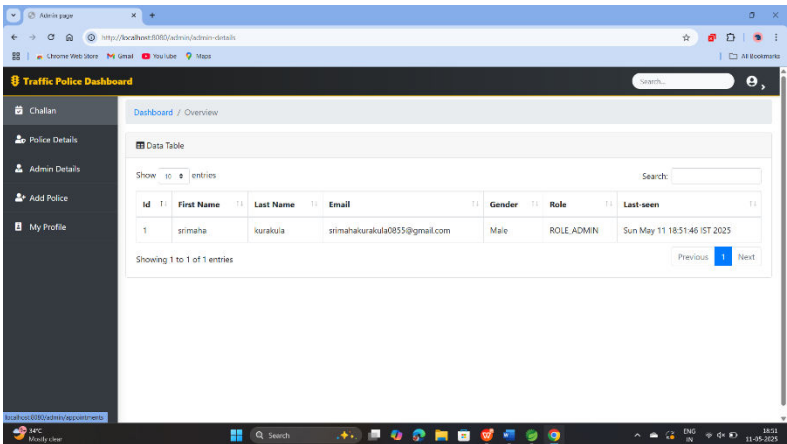 Admin page
http://localhost:8080/admin/admin-details
Chrome Web Store Gmail YouTube Maps All Bookmarks
Traffic Police Dashboard Search...
Challan
Police Details
Admin Details
Add Police
My Profile
Dashboard / Overview
Data Table
Show 10 entries Search:
Id First Name Last Name Email Gender Role Last-seen
1 srimaha kurakula srimahakurakula0855@gmail.com Male ROLE_ADMIN Sun May 11 18:51:46 IST 2025
Showing 1 to 1 of 1 entries Previous 1 Next
localhost:8080/admin/appointments
34°C
Mostly clear
Search
ENG
IN
18:51
11-05-2025